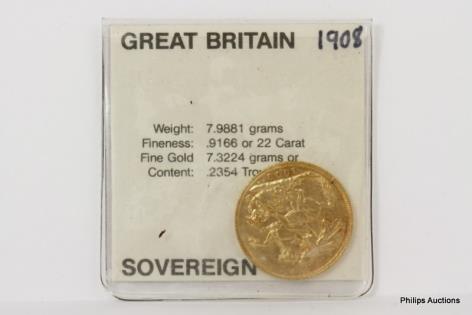 GREAT BRITAIN 1908
Weight: 7.9881 grams
Fineness: .9166 or 22 Carat
Fine Gold 7.3224 grams or
Content: .2354
SOVEREIGN
Philips Auctions